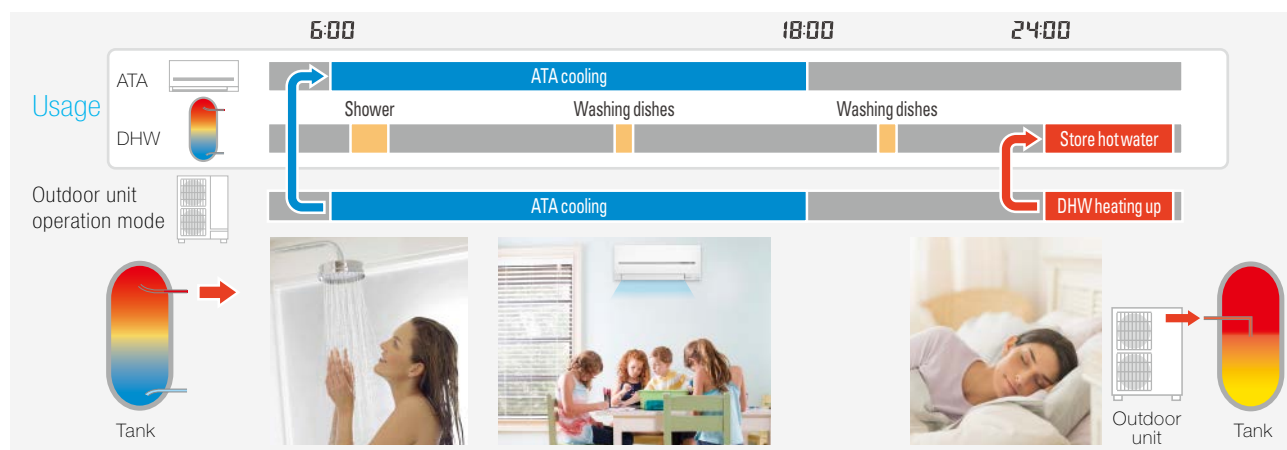 6:00 18:00 24:00
Usage
ATA
ATA cooling
Shower Washing dishes Washing dishes
DHW
Store hot water
Outdoor unit
operation mode
ATA cooling
DHW heating up
Tank
Outdoor
unit
Tank